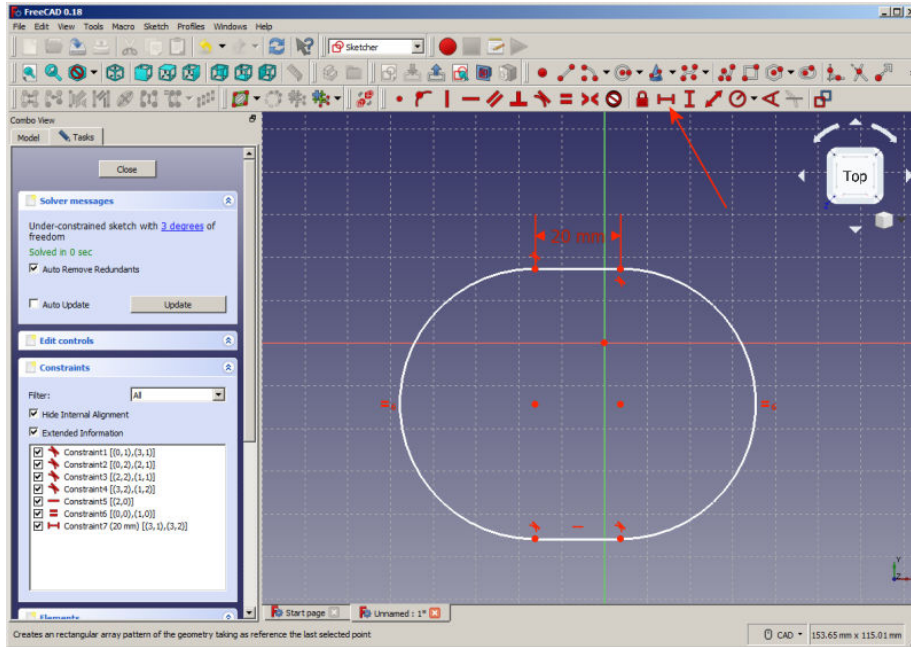 FreeCAD 0.18
File Edit View Tools Macro Sketch Profiles Windows Help
Sketcher
Combo View
Model Tasks
Close
Solver messages
Under-constrained sketch with 3 degrees of
freedom
Solved in 0 sec
Auto Remove Redundants
Auto Update Update
Edit controls
Constraints
Filter: All
Hide Internal Alignment
Extended Information
Constraint1 [(0,1),(3,1)]
Constraint2 [(0,2),(2,1)]
Constraint3 [(2,2),(1,1)]
Constraint4 [(3,2),(1,2)]
Constraint5 [(2,0)]
Constraint6 [(0,0),(1,0)]
Constraint7 (20 mm) [(3,1),(3,2)]
Elements
20 mm
Top
Y
Z
Start page Unnamed : 1*
Creates an rectangular array pattern of the geometry taking as reference the last selected point
CAD 153.65 mm x 115.01 mm